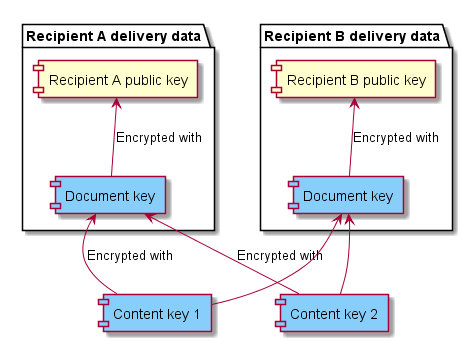 Recipient A delivery data
Recipient B delivery data
Recipient A public key
Recipient B public key
Encrypted with
Encrypted with
Document key
Document key
Encrypted with
Encrypted with
Content key 1
Content key 2